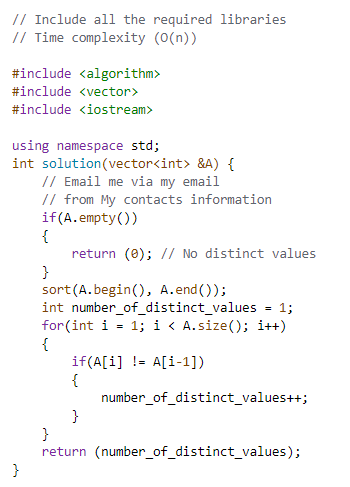 // Include all the required libraries
// Time complexity (O(n))
#include <algorithm>
#include <vector>
#include <iostream>
using namespace std;
int solution(vector<int> &A) {
// Email me via my email
// from My contacts information
if(A.empty())
{
return (0); // No distinct values
}
sort(A.begin(), A.end());
int number_of_distinct_values = 1;
for(int i = 1; i < A.size(); i++)
{
if(A[i] != A[i-1])
{
number_of_distinct_values++;
}
}
return (number_of_distinct_values);
}